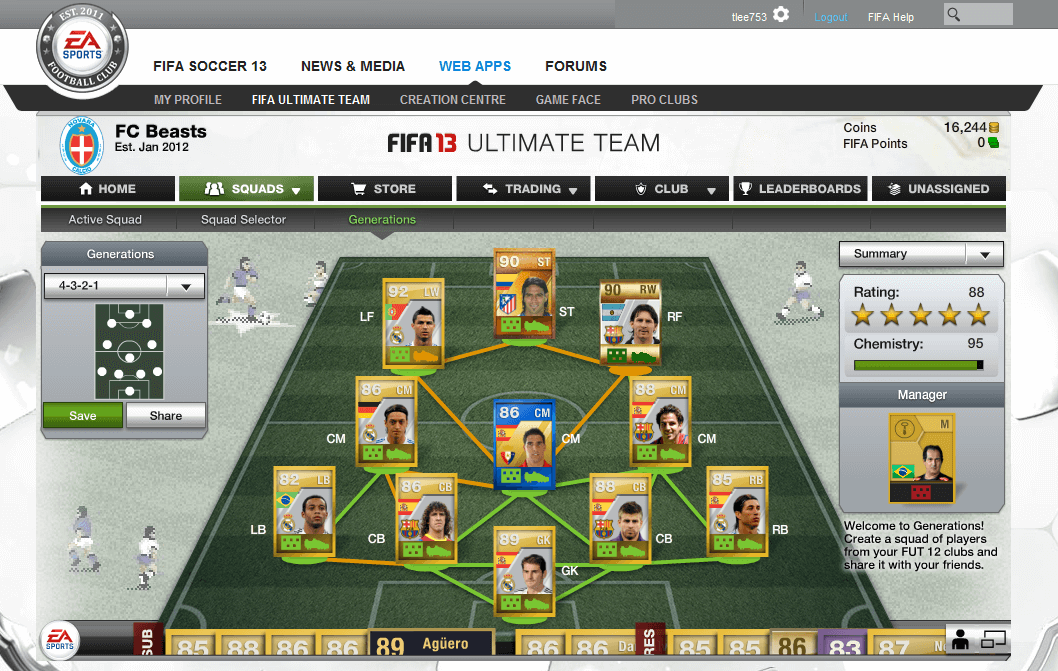 tlee753
Logout
FIFA Help
EST. 2011
EA
SPORTS
FOOTBALL CLUB
FIFA SOCCER 13
NEWS & MEDIA
WEB APPS
FORUMS
MY PROFILE
FIFA ULTIMATE TEAM
CREATION CENTRE
GAME FACE
PRO CLUBS
NOVARA
CALCIO
FC Beasts
Est. Jan 2012
FIFA 13 ULTIMATE TEAM
Coins 16,244
FIFA Points 0
HOME
SQUADS
STORE
TRADING
CLUB
LEADERBOARDS
UNASSIGNED
Active Squad
Squad Selector
Generations
Generations
4-3-2-1
Save
Share
Summary
Rating: 88
Chemistry: 95
Manager
M
Welcome to Generations!
Create a squad of players
from your FUT 12 clubs and
share it with your friends.
90 ST
ST
92 LW
LF
90 RW
RF
86 CM
CM
86 CM
CM
88 CM
CM
82 LB
LB
86 CB
CB
88 CB
CB
85 RB
RB
89 GK
GK
EA
SPORTS
SUB
85
88
86
86
89 Agüero
86
86 Da
RES
85
85
86
83
87